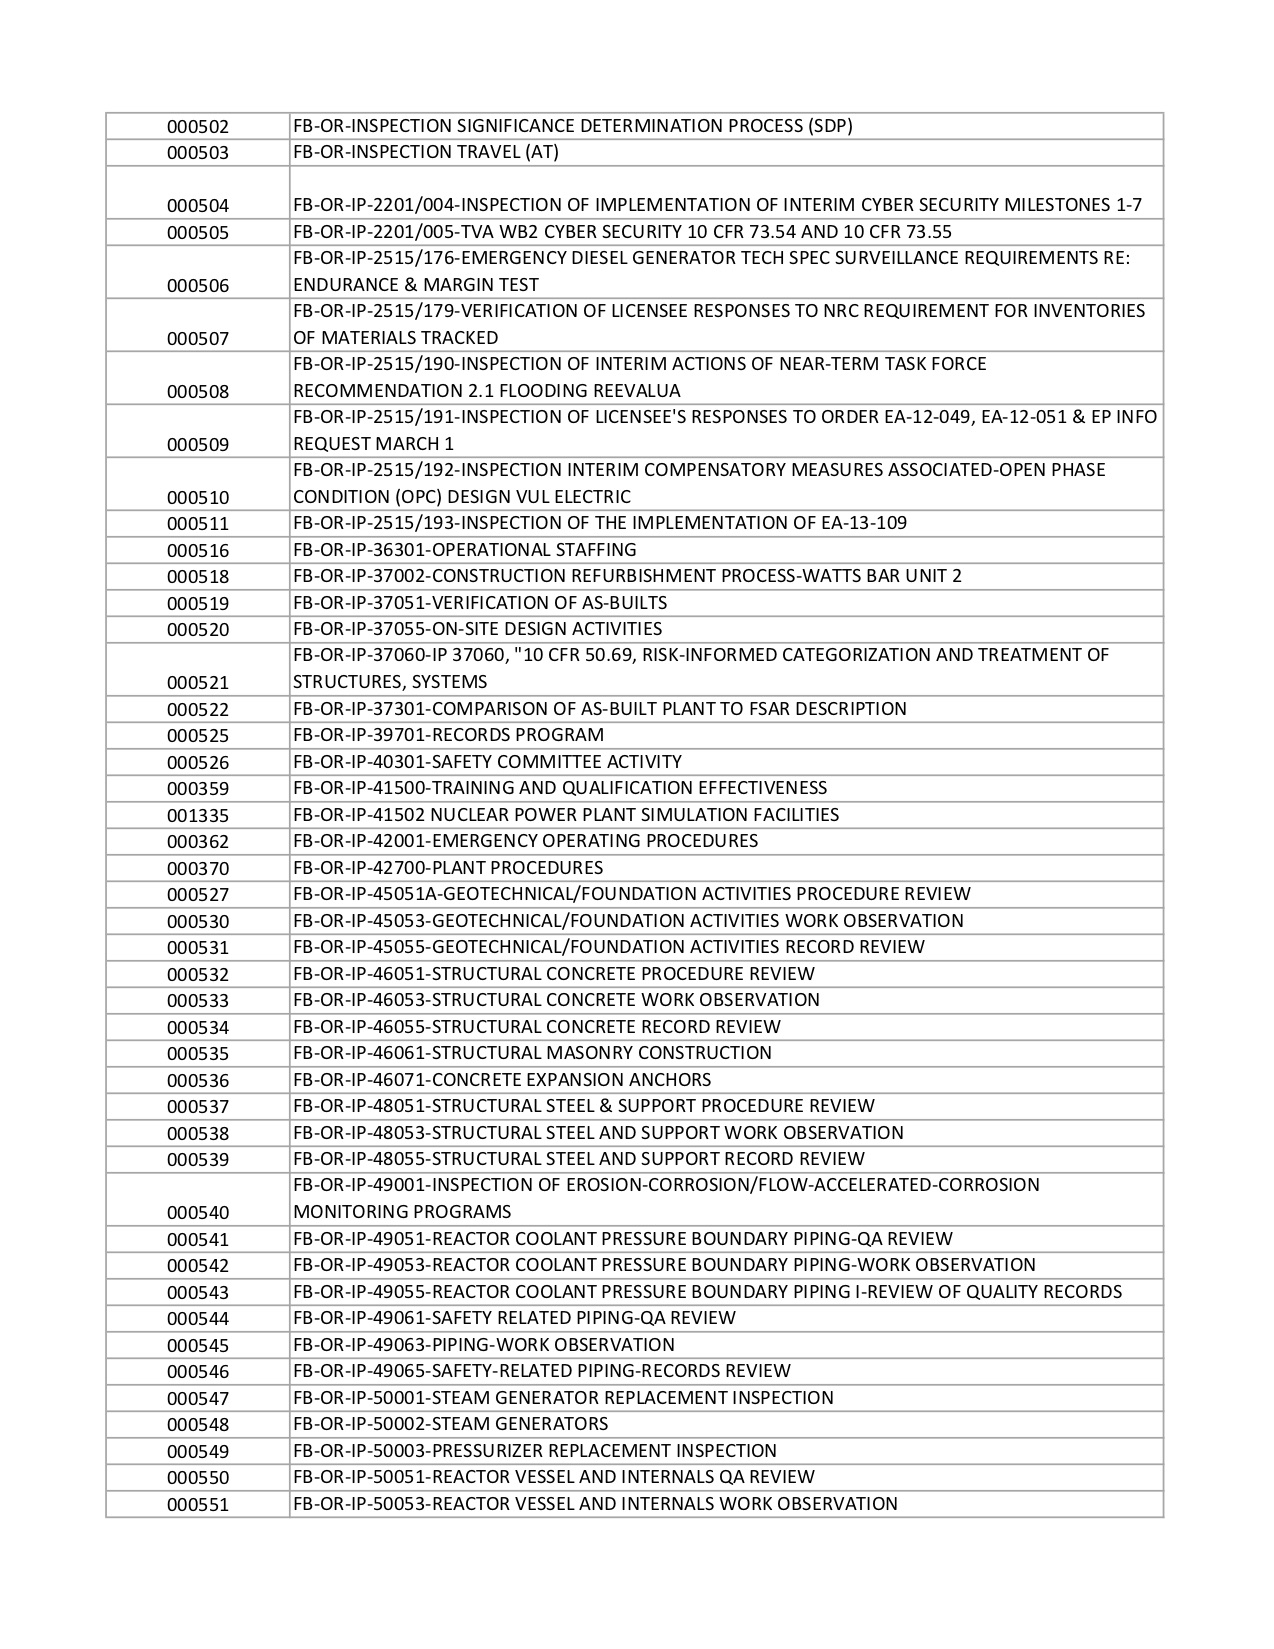 000502 FB-OR-INSPECTION SIGNIFICANCE DETERMINATION PROCESS (SDP)
000503 FB-OR-INSPECTION TRAVEL (AT)
000504 FB-OR-IP-2201/004-INSPECTION OF IMPLEMENTATION OF INTERIM CYBER SECURITY MILESTONES 1-7
000505 FB-OR-IP-2201/005-TVA WB2 CYBER SECURITY 10 CFR 73.54 AND 10 CFR 73.55
FB-OR-IP-2515/176-EMERGENCY DIESEL GENERATOR TECH SPEC SURVEILLANCE REQUIREMENTS RE:
000506 ENDURANCE & MARGIN TEST
FB-OR-IP-2515/179-VERIFICATION OF LICENSEE RESPONSES TO NRC REQUIREMENT FOR INVENTORIES
000507 OF MATERIALS TRACKED
FB-OR-IP-2515/190-INSPECTION OF INTERIM ACTIONS OF NEAR-TERM TASK FORCE
000508 RECOMMENDATION 2.1 FLOODING REEVALUA
FB-OR-IP-2515/191-INSPECTION OF LICENSEE'S RESPONSES TO ORDER EA-12-049, EA-12-051 & EP INFO
000509 REQUEST MARCH 1
FB-OR-IP-2515/192-INSPECTION INTERIM COMPENSATORY MEASURES ASSOCIATED-OPEN PHASE
000510 CONDITION (OPC) DESIGN VUL ELECTRIC
000511 FB-OR-IP-2515/193-INSPECTION OF THE IMPLEMENTATION OF EA-13-109
000516 FB-OR-IP-36301-OPERATIONAL STAFFING
000518 FB-OR-IP-37002-CONSTRUCTION REFURBISHMENT PROCESS-WATTS BAR UNIT 2
000519 FB-OR-IP-37051-VERIFICATION OF AS-BUILTS
000520 FB-OR-IP-37055-ON-SITE DESIGN ACTIVITIES
FB-OR-IP-37060-IP 37060, "10 CFR 50.69, RISK-INFORMED CATEGORIZATION AND TREATMENT OF
000521 STRUCTURES, SYSTEMS
000522 FB-OR-IP-37301-COMPARISON OF AS-BUILT PLANT TO FSAR DESCRIPTION
000525 FB-OR-IP-39701-RECORDS PROGRAM
000526 FB-OR-IP-40301-SAFETY COMMITTEE ACTIVITY
000359 FB-OR-IP-41500-TRAINING AND QUALIFICATION EFFECTIVENESS
001335 FB-OR-IP-41502 NUCLEAR POWER PLANT SIMULATION FACILITIES
000362 FB-OR-IP-42001-EMERGENCY OPERATING PROCEDURES
000370 FB-OR-IP-42700-PLANT PROCEDURES
000527 FB-OR-IP-45051A-GEOTECHNICAL/FOUNDATION ACTIVITIES PROCEDURE REVIEW
000530 FB-OR-IP-45053-GEOTECHNICAL/FOUNDATION ACTIVITIES WORK OBSERVATION
000531 FB-OR-IP-45055-GEOTECHNICAL/FOUNDATION ACTIVITIES RECORD REVIEW
000532 FB-OR-IP-46051-STRUCTURAL CONCRETE PROCEDURE REVIEW
000533 FB-OR-IP-46053-STRUCTURAL CONCRETE WORK OBSERVATION
000534 FB-OR-IP-46055-STRUCTURAL CONCRETE RECORD REVIEW
000535 FB-OR-IP-46061-STRUCTURAL MASONRY CONSTRUCTION
000536 FB-OR-IP-46071-CONCRETE EXPANSION ANCHORS
000537 FB-OR-IP-48051-STRUCTURAL STEEL & SUPPORT PROCEDURE REVIEW
000538 FB-OR-IP-48053-STRUCTURAL STEEL AND SUPPORT WORK OBSERVATION
000539 FB-OR-IP-48055-STRUCTURAL STEEL AND SUPPORT RECORD REVIEW
FB-OR-IP-49001-INSPECTION OF EROSION-CORROSION/FLOW-ACCELERATED-CORROSION
000540 MONITORING PROGRAMS
000541 FB-OR-IP-49051-REACTOR COOLANT PRESSURE BOUNDARY PIPING-QA REVIEW
000542 FB-OR-IP-49053-REACTOR COOLANT PRESSURE BOUNDARY PIPING-WORK OBSERVATION
000543 FB-OR-IP-49055-REACTOR COOLANT PRESSURE BOUNDARY PIPING I-REVIEW OF QUALITY RECORDS
000544 FB-OR-IP-49061-SAFETY RELATED PIPING-QA REVIEW
000545 FB-OR-IP-49063-PIPING-WORK OBSERVATION
000546 FB-OR-IP-49065-SAFETY-RELATED PIPING-RECORDS REVIEW
000547 FB-OR-IP-50001-STEAM GENERATOR REPLACEMENT INSPECTION
000548 FB-OR-IP-50002-STEAM GENERATORS
000549 FB-OR-IP-50003-PRESSURIZER REPLACEMENT INSPECTION
000550 FB-OR-IP-50051-REACTOR VESSEL AND INTERNALS QA REVIEW
000551 FB-OR-IP-50053-REACTOR VESSEL AND INTERNALS WORK OBSERVATION